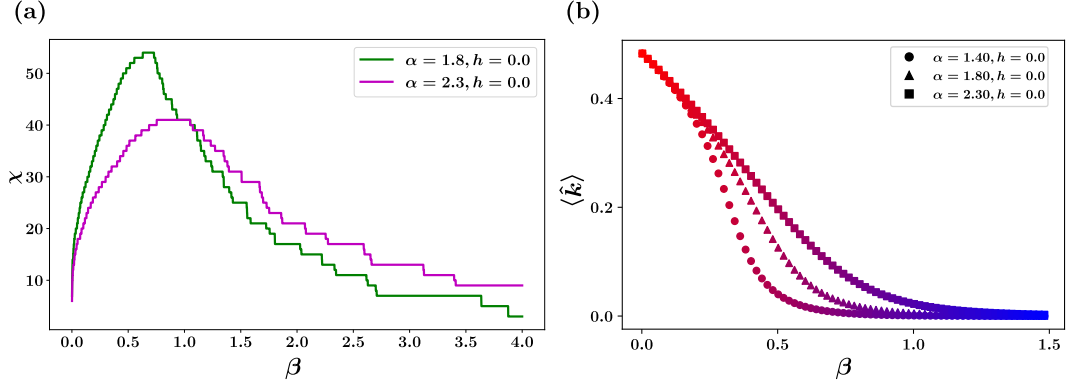 (a)
α = 1.8, h = 0.0
α = 2.3, h = 0.0
50
40
30
20
10
χ
0.0 0.5 1.0 1.5 2.0 2.5 3.0 3.5 4.0
β
(b)
α = 1.40, h = 0.0
α = 1.80, h = 0.0
α = 2.30, h = 0.0
0.4
0.2
0.0
⟨k̂⟩
0.0 0.5 1.0 1.5
β